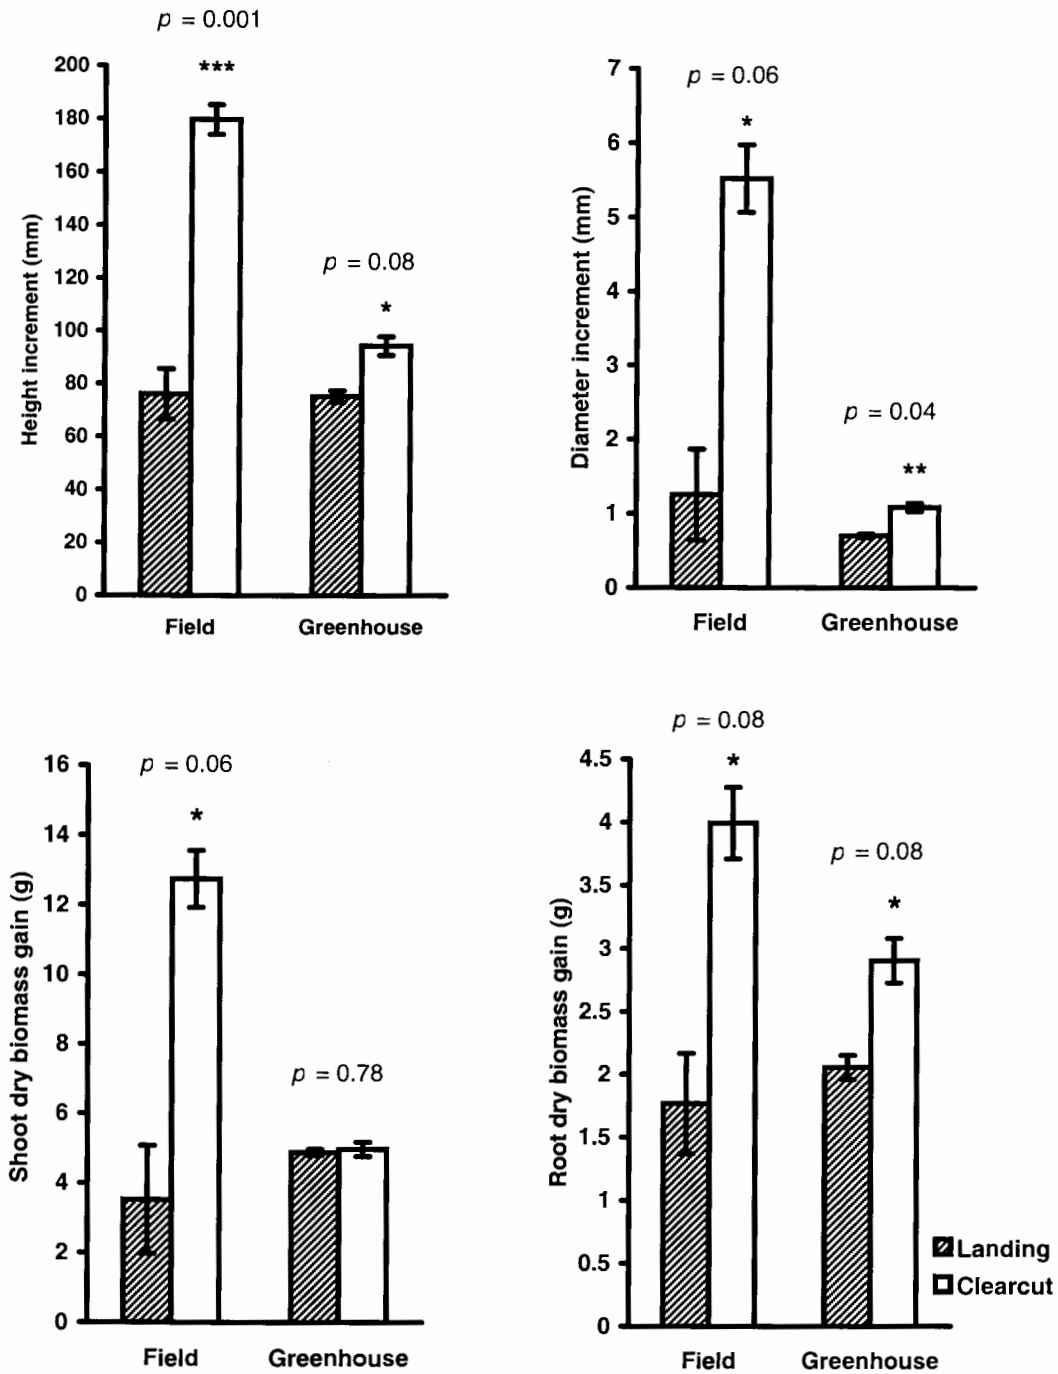 p = 0.001
***
200
180
160
140
120
100
80
60
40
20
0
Height increment (mm)
p = 0.08
*
Field
Greenhouse
p = 0.06
*
7
6
5
4
3
2
1
0
Diameter increment (mm)
p = 0.04
**
Field
Greenhouse
p = 0.06
*
16
14
12
10
8
6
4
2
0
Shoot dry biomass gain (g)
p = 0.78
Field
Greenhouse
p = 0.08
*
4.5
4
3.5
3
2.5
2
1.5
1
0.5
0
Root dry biomass gain (g)
p = 0.08
*
Field
Greenhouse
Landing
Clearcut